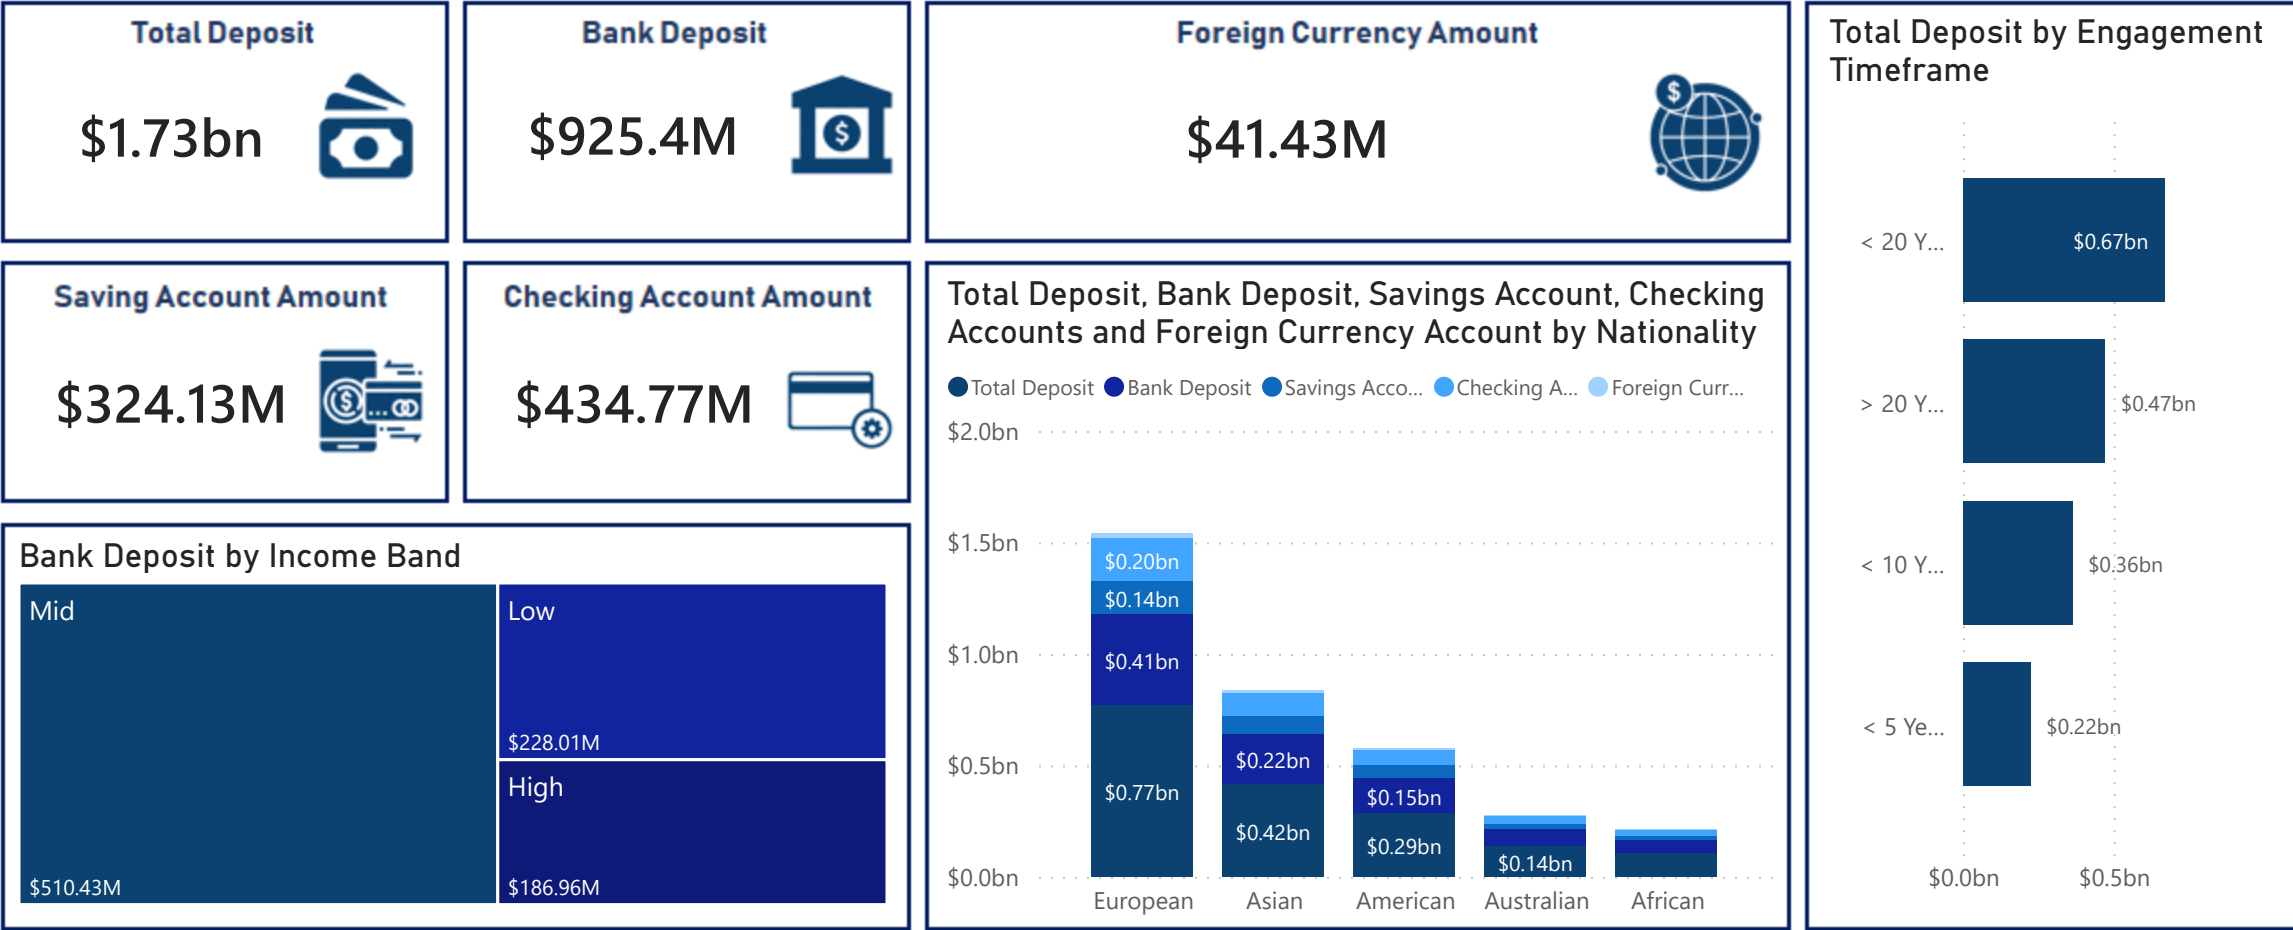 Total Deposit
$1.73bn
Bank Deposit
$925.4M
Foreign Currency Amount
$41.43M
Saving Account Amount
$324.13M
Checking Account Amount
$434.77M
Bank Deposit by Income Band
Mid
$510.43M
Low
$228.01M
High
$186.96M
Total Deposit, Bank Deposit, Savings Account, Checking
Accounts and Foreign Currency Account by Nationality
Total Deposit Bank Deposit Savings Acco... Checking A... Foreign Curr...
$2.0bn
$1.5bn
$1.0bn
$0.5bn
$0.0bn
$0.20bn
$0.14bn
$0.41bn
$0.77bn
$0.22bn
$0.42bn
$0.15bn
$0.29bn
$0.14bn
European Asian American Australian African
Total Deposit by Engagement
Timeframe
< 20 Y... $0.67bn
> 20 Y... $0.47bn
< 10 Y... $0.36bn
< 5 Ye... $0.22bn
$0.0bn $0.5bn